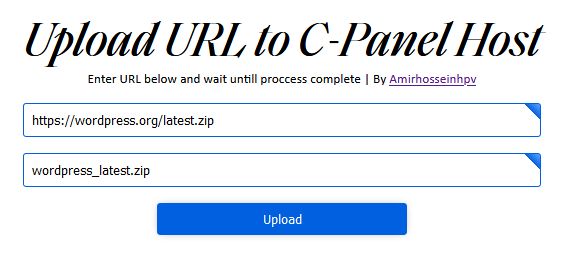 Upload URL to C-Panel Host
Enter URL below and wait untill proccess complete | By Amirhosseinhpv
https://wordpress.org/latest.zip
wordpress_latest.zip
Upload